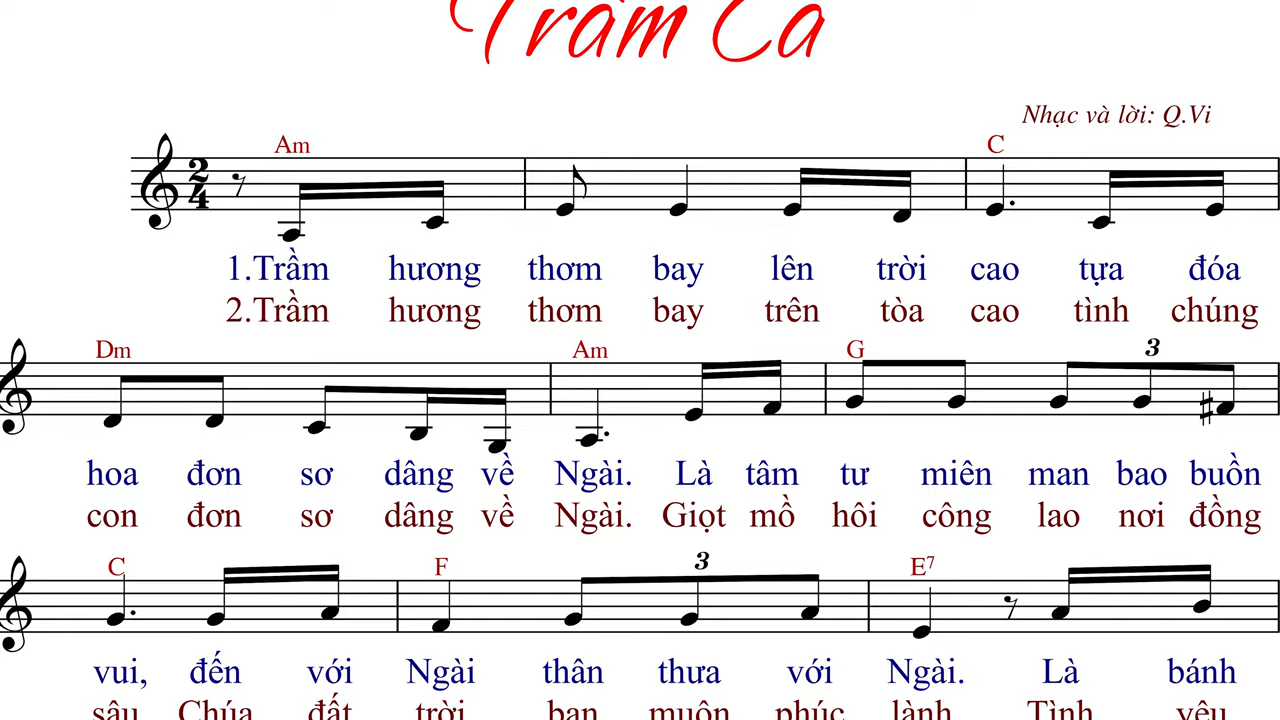 Trầm Ca
Nhạc và lời: Q.Vi
Am C
2
4
1.Trầm hương thơm bay lên trời cao tựa đóa
2.Trầm hương thơm bay trên tòa cao tình chúng
Dm Am G 3
hoa đơn sơ dâng về Ngài. Là tâm tư miên man bao buồn
con đơn sơ dâng về Ngài. Giọt mồ hôi công lao nơi đồng
C F 3 E7
vui, đến với Ngài thân thưa với Ngài. Là bánh
sâu Chúa đất trời ban muôn phúc lành Tình yêu